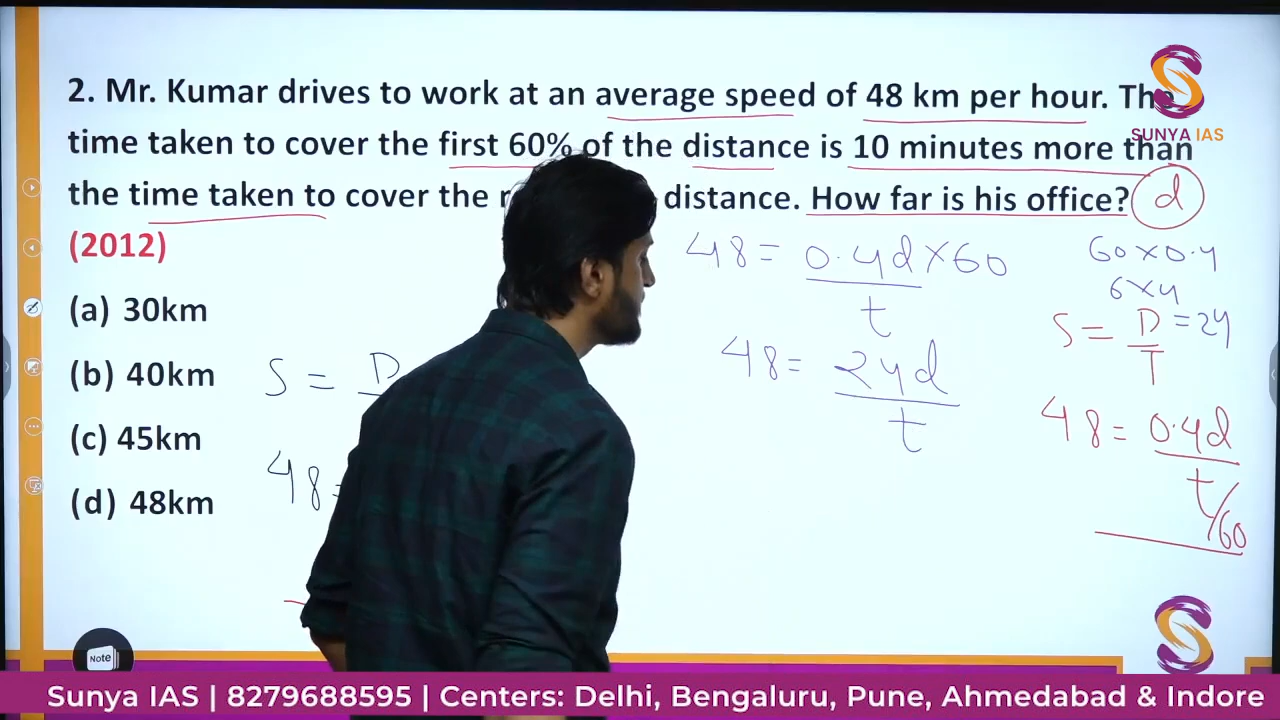 SUNYA IAS
2. Mr. Kumar drives to work at an average speed of 48 km per hour. The
time taken to cover the first 60% of the distance is 10 minutes more than
the time taken to cover the distance. How far is his office? d
(2012)
(a) 30km
(b) 40km
(c) 45km
(d) 48km
S = D
48=
48 = 0.4d×60
t
48 = 24d
t
60×0.4
6×4
S = D = 24
T
48 = 0.4d
t/60
Note
Sunya IAS | 8279688595 | Centers: Delhi, Bengaluru, Pune, Ahmedabad & Indore